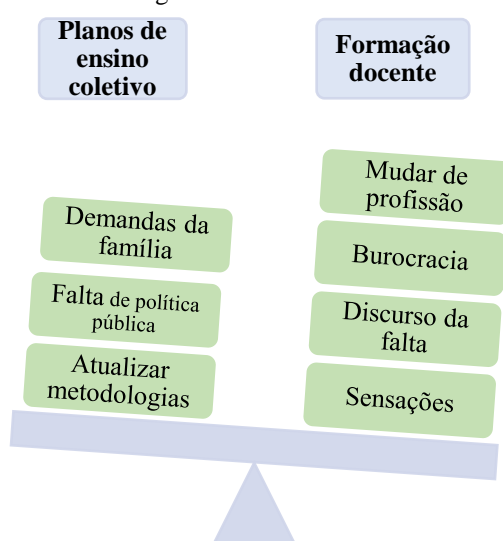 Planos de
ensino
coletivo
Formação
docente
Demandas da
família
Falta de política
pública
Atualizar
metodologias
Mudar de
profissão
Burocracia
Discurso da
falta
Sensações